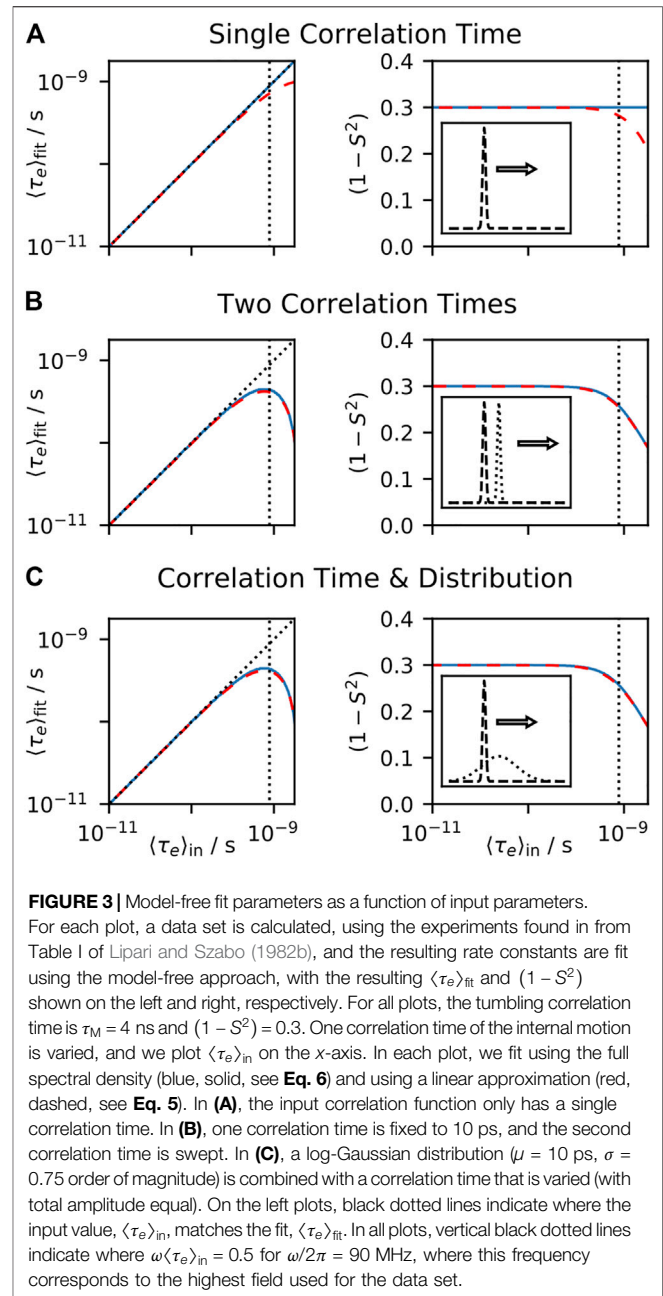 A
Single Correlation Time
10⁻⁹
⟨τₑ⟩fit / s
10⁻¹¹
0.4
0.3
(1 − S²)
0.2
0.1
0.0
B
Two Correlation Times
10⁻⁹
⟨τₑ⟩fit / s
10⁻¹¹
0.4
0.3
(1 − S²)
0.2
0.1
0.0
C
Correlation Time & Distribution
10⁻⁹
⟨τₑ⟩fit / s
10⁻¹¹
0.4
0.3
(1 − S²)
0.2
0.1
0.0
10⁻¹¹ 10⁻⁹
⟨τₑ⟩in / s
10⁻¹¹ 10⁻⁹
⟨τₑ⟩in / s
FIGURE 3 | Model-free fit parameters as a function of input parameters.
For each plot, a data set is calculated, using the experiments found in from
Table I of Lipari and Szabo (1982b), and the resulting rate constants are fit
using the model-free approach, with the resulting ⟨τₑ⟩fit and (1 − S²)
shown on the left and right, respectively. For all plots, the tumbling correlation
time is τM = 4 ns and (1 − S²) = 0.3. One correlation time of the internal motion
is varied, and we plot ⟨τₑ⟩in on the x-axis. In each plot, we fit using the full
spectral density (blue, solid, see Eq. 6) and using a linear approximation (red,
dashed, see Eq. 5). In (A), the input correlation function only has a single
correlation time. In (B), one correlation time is fixed to 10 ps, and the second
correlation time is swept. In (C), a log-Gaussian distribution (μ = 10 ps, σ =
0.75 order of magnitude) is combined with a correlation time that is varied (with
total amplitude equal). On the left plots, black dotted lines indicate where the
input value, ⟨τₑ⟩in, matches the fit, ⟨τₑ⟩fit. In all plots, vertical black dotted lines
indicate where ω⟨τₑ⟩in = 0.5 for ω/2π = 90 MHz, where this frequency
corresponds to the highest field used for the data set.